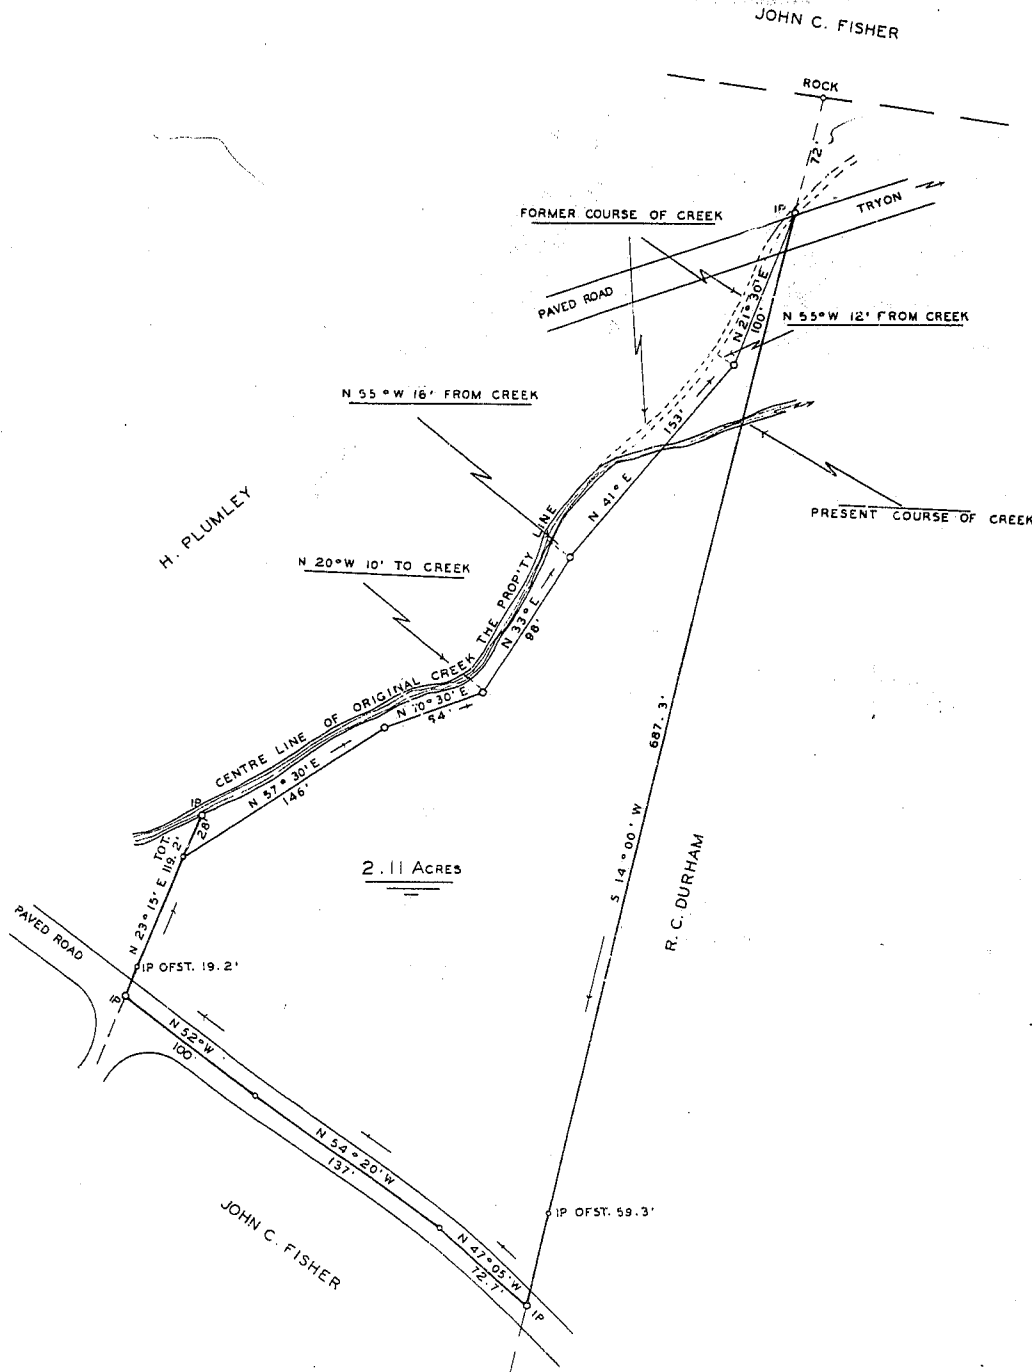 JOHN C. FISHER
ROCK
72'
IP
TRYON
FORMER COURSE OF CREEK
PAVED ROAD
N 21° 30' E
100'
N 55° W 12' FROM CREEK
N 55° W 16' FROM CREEK
153'
N 41° E
PRESENT COURSE OF CREEK
H. PLUMLEY
N 20° W 10' TO CREEK
N 33° E
98'
CENTRE LINE OF ORIGINAL CREEK THE PROP'TY LINE
N 70° 30' E
94'
N 57° 30' E
146'
IP
28'
TOT. 119.2'
N 23° 15' E
687.3'
S 14° 00' W
2.11 ACRES
R. C. DURHAM
PAVED ROAD
IP OFST. 19.2'
IP
N 52° W
100'
N 54° 20' W
137'
IP OFST. 59.3'
N 47° 05' W
72.7'
IP
JOHN C. FISHER